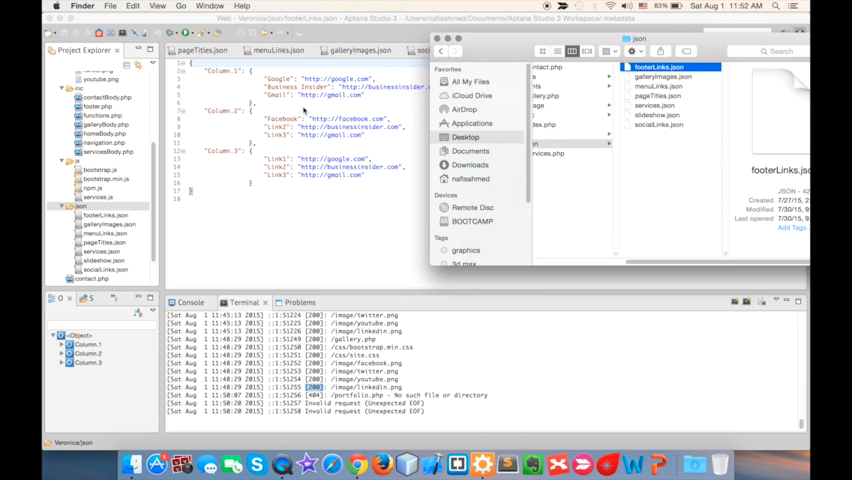 Finder File Edit View Go Window Help
83% Sat Aug 1 11:52 AM
Web - Veronica/json/footerLinks.json - Aptana Studio 3 - /Users/nafisahmed/Documents/Aptana Studio 3 Workspace/.metadata
Project Explorer
pageTitles.json
menuLinks.json
galleryImages.json
json
Search
youtube.png
inc
contactBody.php
footer.php
functions.php
galleryBody.php
homeBody.php
navigation.php
servicesBody.php
js
bootstrap.js
bootstrap.min.js
npm.js
services.js
json
footerLinks.json
galleryImages.json
menuLinks.json
pageTitles.json
services.json
slideshow.json
socialLinks.json
contact.php
1 {
2 "Column.1": {
3 "Google": "http://google.com",
4 "Business Insider": "http://businessinsider.
5 "Gmail": "http://gmail.com"
6 },
7 "Column.2": {
8 "Facebook": "http://facebook.com",
9 "Link2": "http://businessinsider.com",
10 "Link3": "http://gmail.com"
11 },
12 "Column.3": {
13 "Link1": "http://google.com",
14 "Link2": "http://businessinsider.com",
15 "Link3": "http://gmail.com"
16 }
17 }
18
Favorites
All My Files
iCloud Drive
AirDrop
Applications
Desktop
Documents
Downloads
nafisahmed
Devices
Remote Disc
BOOTCAMP
Tags
graphics
3d max
ntact.php
dex.php
on
rvices.php
footerLinks.json
galleryImages.json
menuLinks.json
pageTitles.json
services.json
slideshow.json
socialLinks.json
footerLinks.js
JSON - 42
Created 7/27/15,
Modified 7/30/15,
Last opened 7/30/15,
Add Tags..
<Object>
Column.1
Column.2
Column.3
Console Terminal Problems
[Sat Aug 1 11:45:13 2015] ::1:51224 [200]: /image/twitter.png
[Sat Aug 1 11:45:13 2015] ::1:51225 [200]: /image/youtube.png
[Sat Aug 1 11:45:13 2015] ::1:51226 [200]: /image/linkedin.png
[Sat Aug 1 11:48:29 2015] ::1:51249 [200]: /gallery.php
[Sat Aug 1 11:48:29 2015] ::1:51250 [200]: /css/bootstrap.min.css
[Sat Aug 1 11:48:29 2015] ::1:51251 [200]: /css/site.css
[Sat Aug 1 11:48:29 2015] ::1:51252 [200]: /image/facebook.png
[Sat Aug 1 11:48:29 2015] ::1:51253 [200]: /image/twitter.png
[Sat Aug 1 11:48:29 2015] ::1:51254 [200]: /image/youtube.png
[Sat Aug 1 11:48:29 2015] ::1:51255 [200]: /image/linkedin.png
[Sat Aug 1 11:50:07 2015] ::1:51256 [404]: /portfolio.php - No such file or directory
[Sat Aug 1 11:50:20 2015] ::1:51257 Invalid request (Unexpected EOF)
[Sat Aug 1 11:50:20 2015] ::1:51258 Invalid request (Unexpected EOF)
Veronica/json